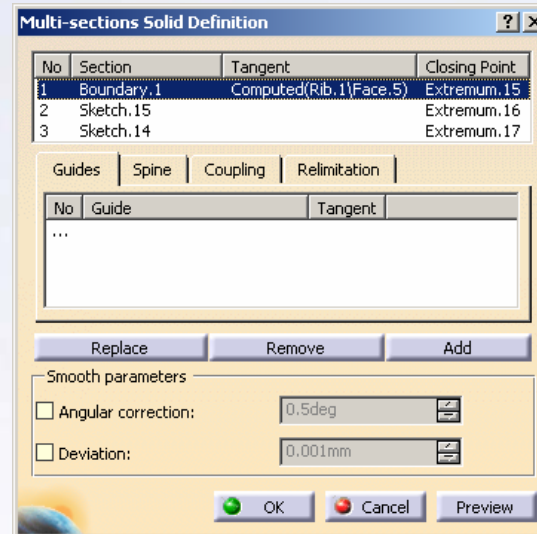 Multi-sections Solid Definition
No Section Tangent Closing Point
1 Boundary.1 Computed(Rib.1\Face.5) Extremum.15
2 Sketch.15 Extremum.16
3 Sketch.14 Extremum.17
Guides Spine Coupling Relimitation
No Guide Tangent
...
Replace Remove Add
Smooth parameters
Angular correction: 0.5deg
Deviation: 0.001mm
OK Cancel Preview